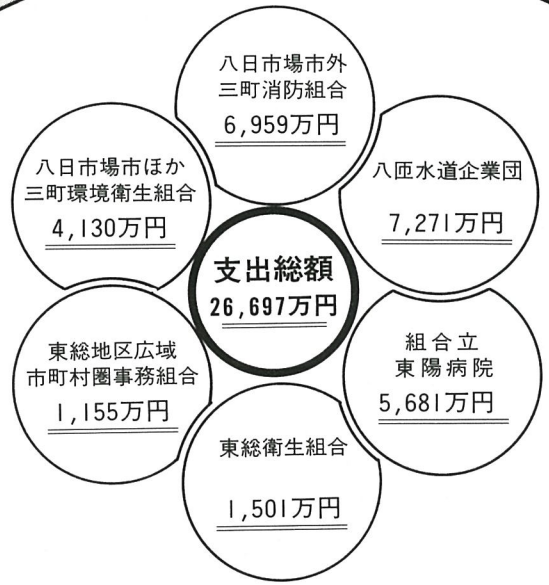 八日市場市外
三町消防組合
6,959万円
八匝水道企業団
7,271万円
組合立
東陽病院
5,681万円
東総衛生組合
1,501万円
東総地区広域
市町村圏事務組合
1,155万円
八日市場市ほか
三町環境衛生組合
4,130万円
支出総額
26,697万円